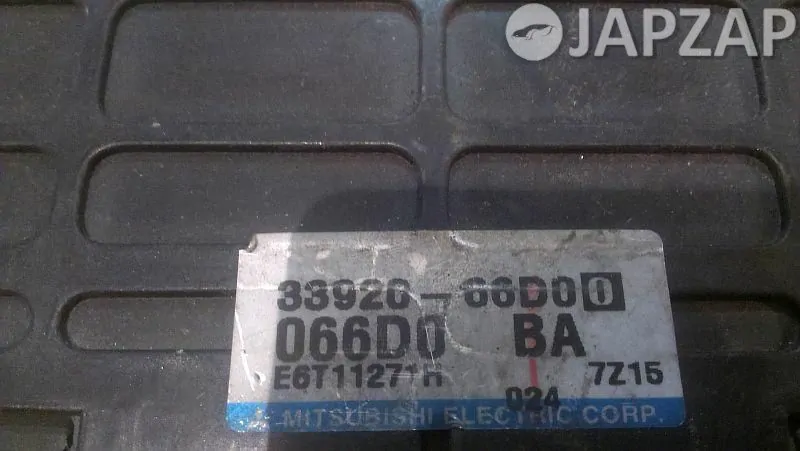 JAPZAP
33920-66D00
066D0 BA
E6T11271H 7Z15
024
MITSUBISHI ELECTRIC CORP.